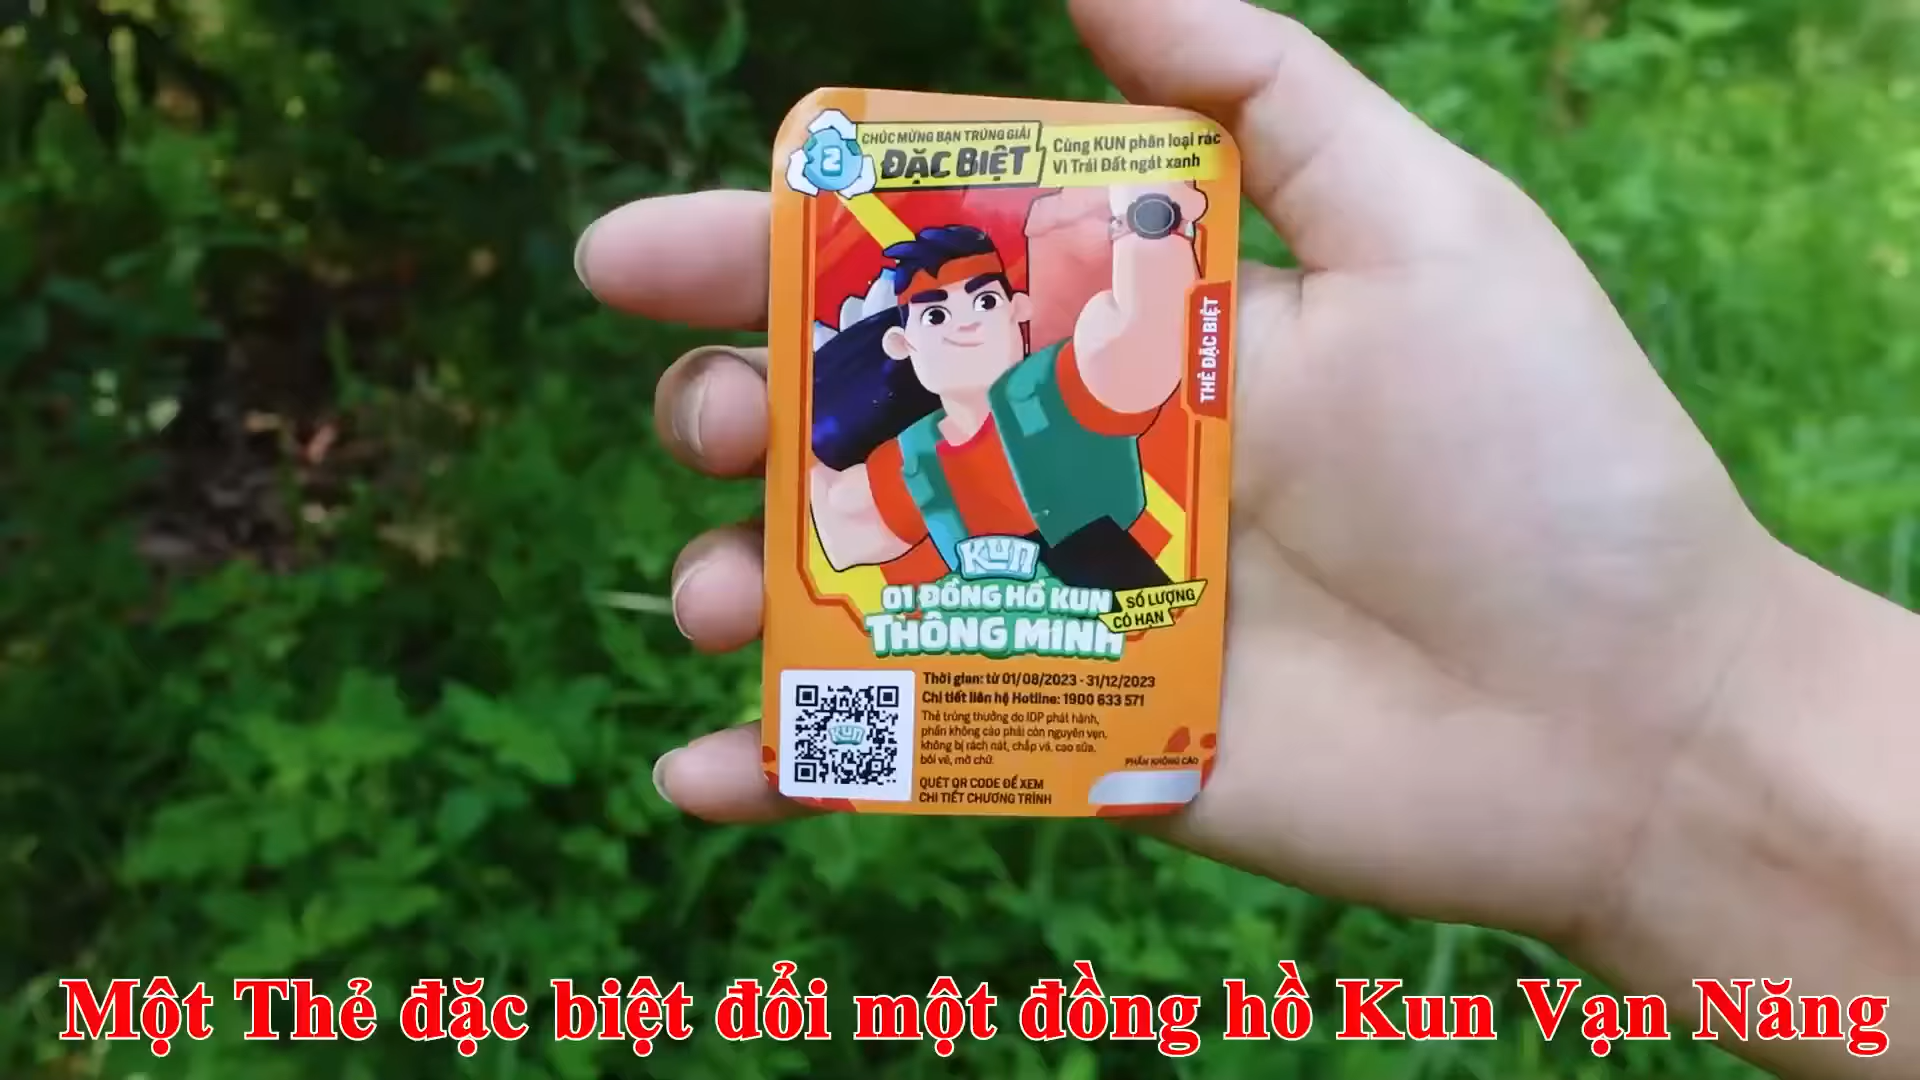 2
CHÚC MỪNG BẠN TRÚNG GIẢI
ĐẶC BIỆT
Cùng KUN phân loại rác
Vì Trái Đất ngát xanh
THẺ ĐẶC BIỆT
KUN
01 ĐỒNG HỒ KUN
THÔNG MINH
SỐ LƯỢNG
CÓ HẠN
Thời gian: từ 01/08/2023 - 31/12/2023
Chi tiết liên hệ Hotline: 1900 633 571
Thẻ trúng thưởng do IDP phát hành,
phần không cào phải còn nguyên vẹn,
không bị rách nát, chắp vá, cạo sửa,
bôi vẽ, mờ chữ.
PHẦN KHÔNG CÀO
KUN
QUÉT QR CODE ĐỂ XEM
CHI TIẾT CHƯƠNG TRÌNH
Một Thẻ đặc biệt đổi một đồng hồ Kun Vạn Năng